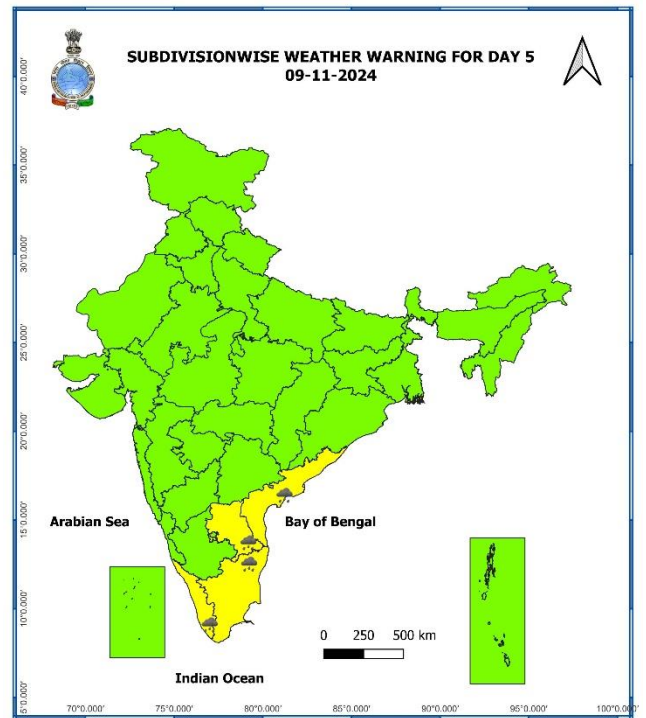 SUBDIVISIONWISE WEATHER WARNING FOR DAY 5
09-11-2024
40°0.000'
35°0.000'
30°0.000'
25°0.000'
20°0.000'
15°0.000'
10°0.000'
5°0.000'
Arabian Sea
Bay of Bengal
0 250 500 km
Indian Ocean
70°0.000' 75°0.000' 80°0.000' 85°0.000' 90°0.000' 95°0.000' 100°0.000'